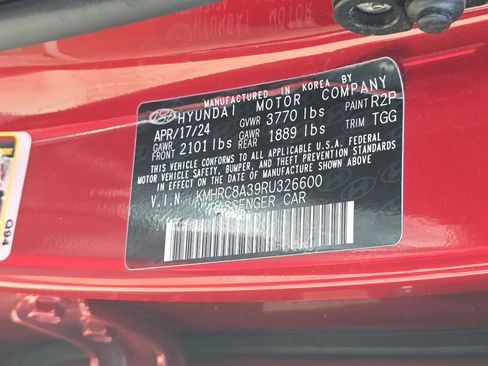 MANUFACTURED IN KOREA BY
HYUNDAI MOTOR COMPANY
APR/17/24 GVWR 3770 lbs PAINT R2P
GAWR FRONT 2101 lbs GAWR REAR 1889 lbs TRIM TGG
THIS VEHICLE CONFORMS TO ALL APPLICABLE U.S.A. FEDERAL
MOTOR VEHICLE SAFETY, BUMPER, AND THEFT PREVENTION STANDARDS
IN EFFECT ON THE DATE OF MANUFACTURE SHOWN ABOVE.
V.I.N KMHRC8A39RU326600
PASSENGER CAR
Q94